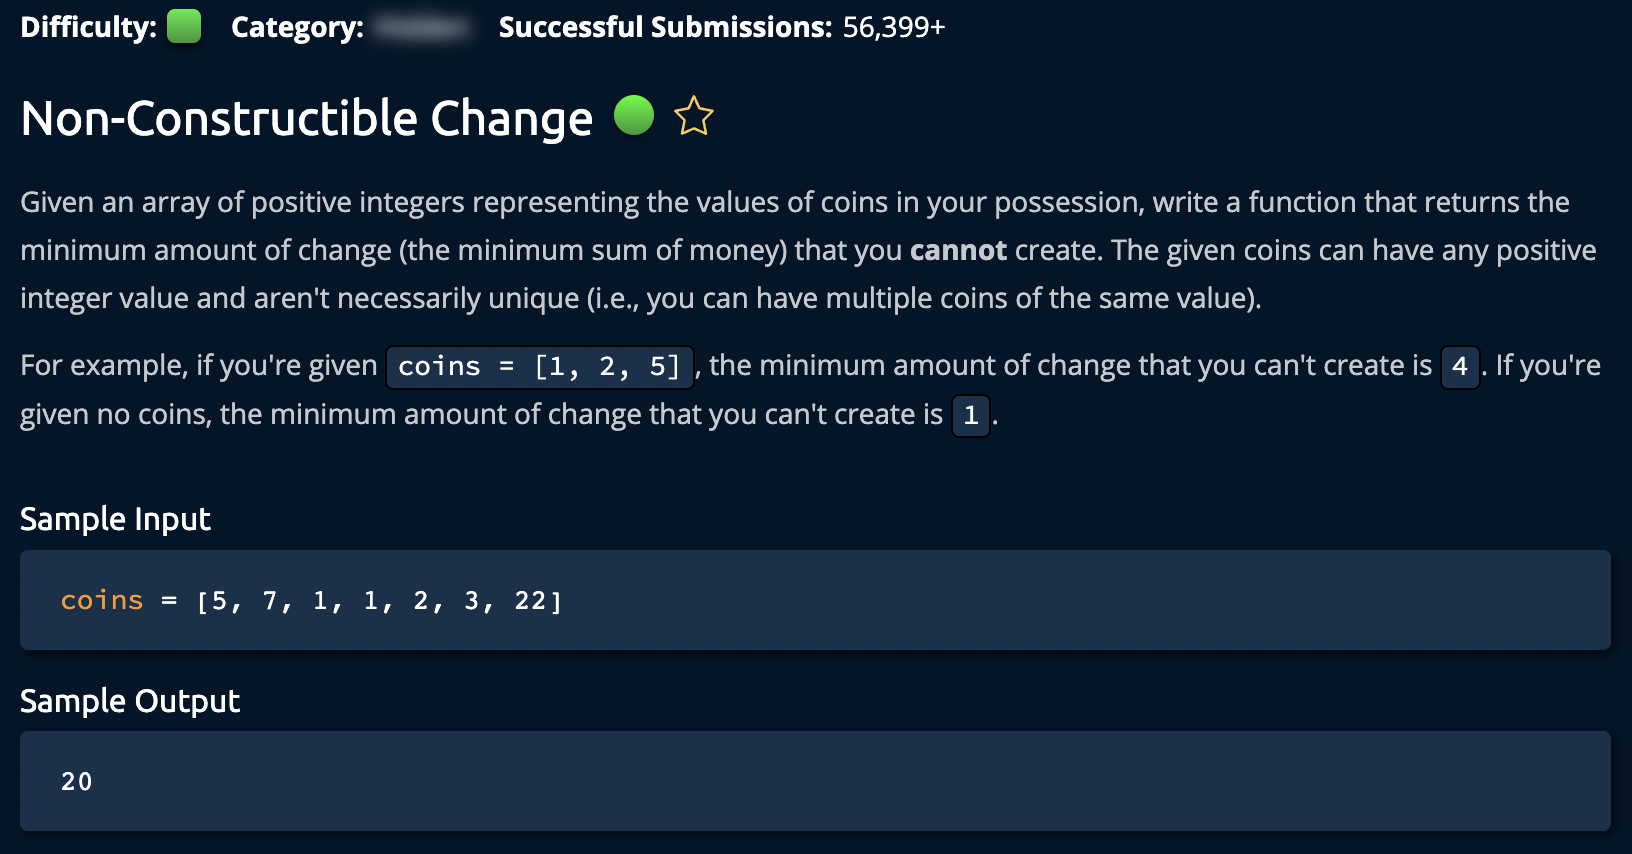 Difficulty: Category: Successful Submissions: 56,399+
Non-Constructible Change
Given an array of positive integers representing the values of coins in your possession, write a function that returns the
minimum amount of change (the minimum sum of money) that you cannot create. The given coins can have any positive
integer value and aren't necessarily unique (i.e., you can have multiple coins of the same value).
For example, if you're given coins = [1, 2, 5] , the minimum amount of change that you can't create is 4 . If you're
given no coins, the minimum amount of change that you can't create is 1 .
Sample Input
coins = [5, 7, 1, 1, 2, 3, 22]
Sample Output
20